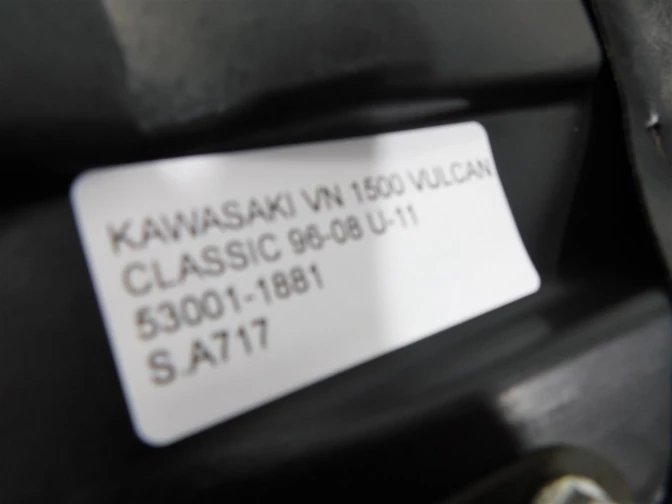 KAWASAKI VN 1500 VULCAN
CLASSIC 96-08 U-11
53001-1881
S.A717